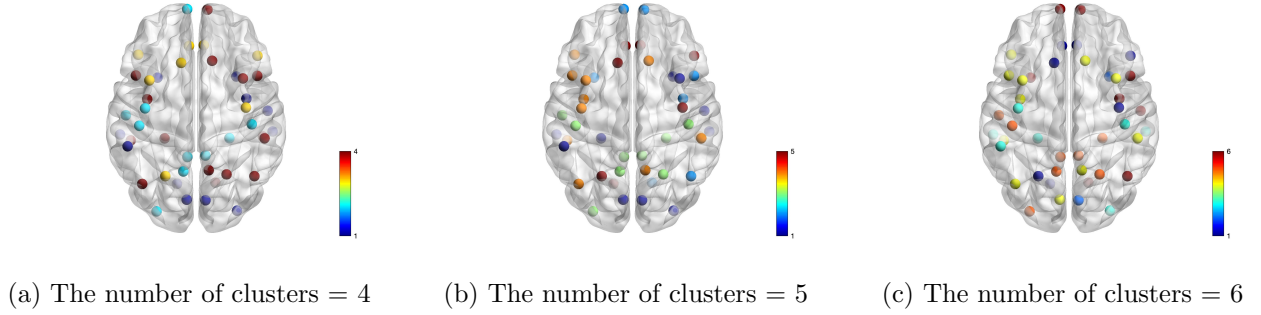 4
1
5
1
6
1
(a) The number of clusters = 4
(b) The number of clusters = 5
(c) The number of clusters = 6